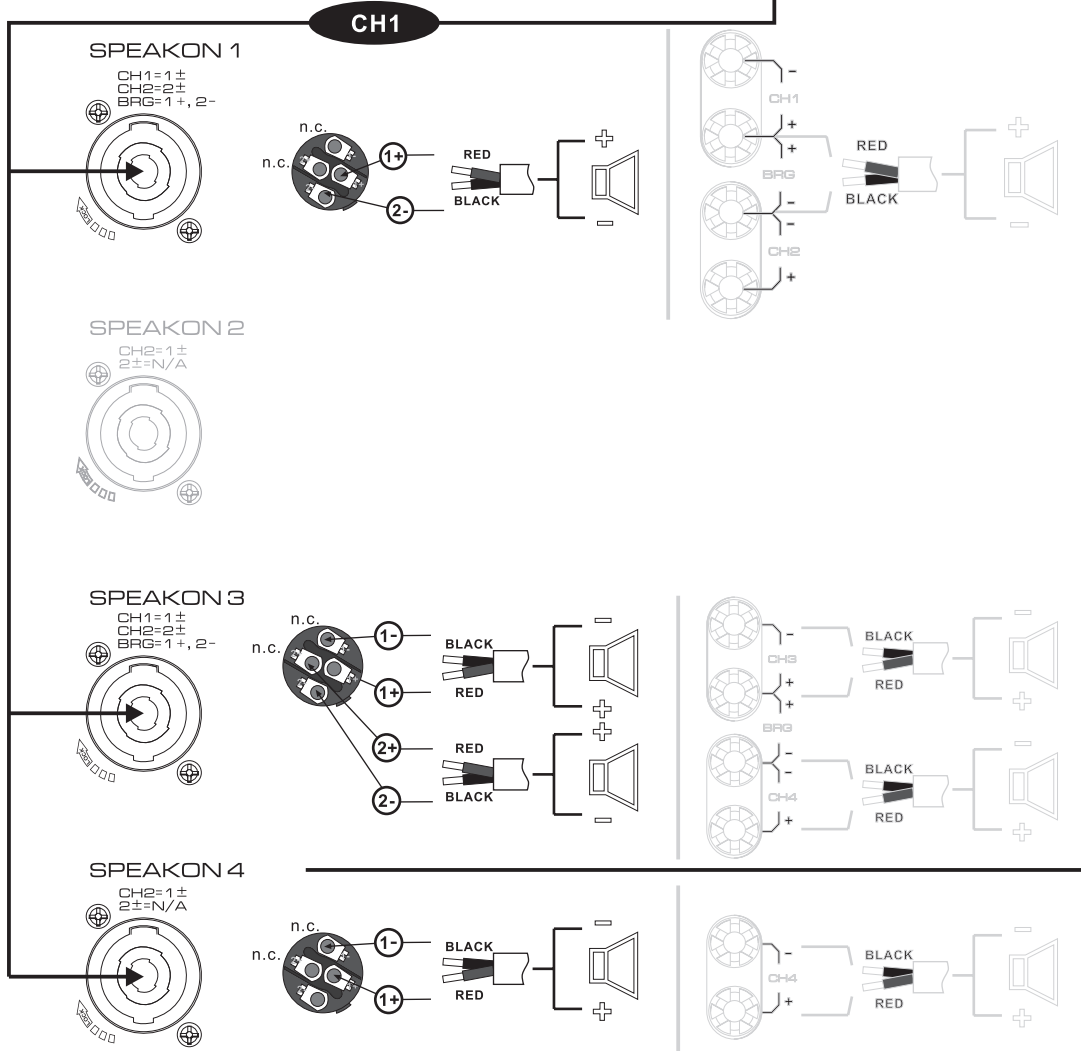 CH1
SPEAKON 1
CH1=1±
CH2=2±
BRG=1+, 2-
n.c.
n.c.
1+
2-
RED
BLACK
+
-
-
CH1
+
+
BRG
-
-
CH2
+
RED
BLACK
+
-
SPEAKON 2
CH2=1±
2±=N/A
SPEAKON 3
CH1=1±
CH2=2±
BRG=1+, 2-
n.c.
n.c.
1-
1+
2+
2-
BLACK
RED
-
+
RED
BLACK
+
-
-
CH3
+
+
BRG
-
-
CH4
+
BLACK
RED
-
+
BLACK
RED
-
+
SPEAKON 4
CH2=1±
2±=N/A
n.c.
n.c.
1-
1+
BLACK
RED
-
+
-
CH4
+
BLACK
RED
-
+